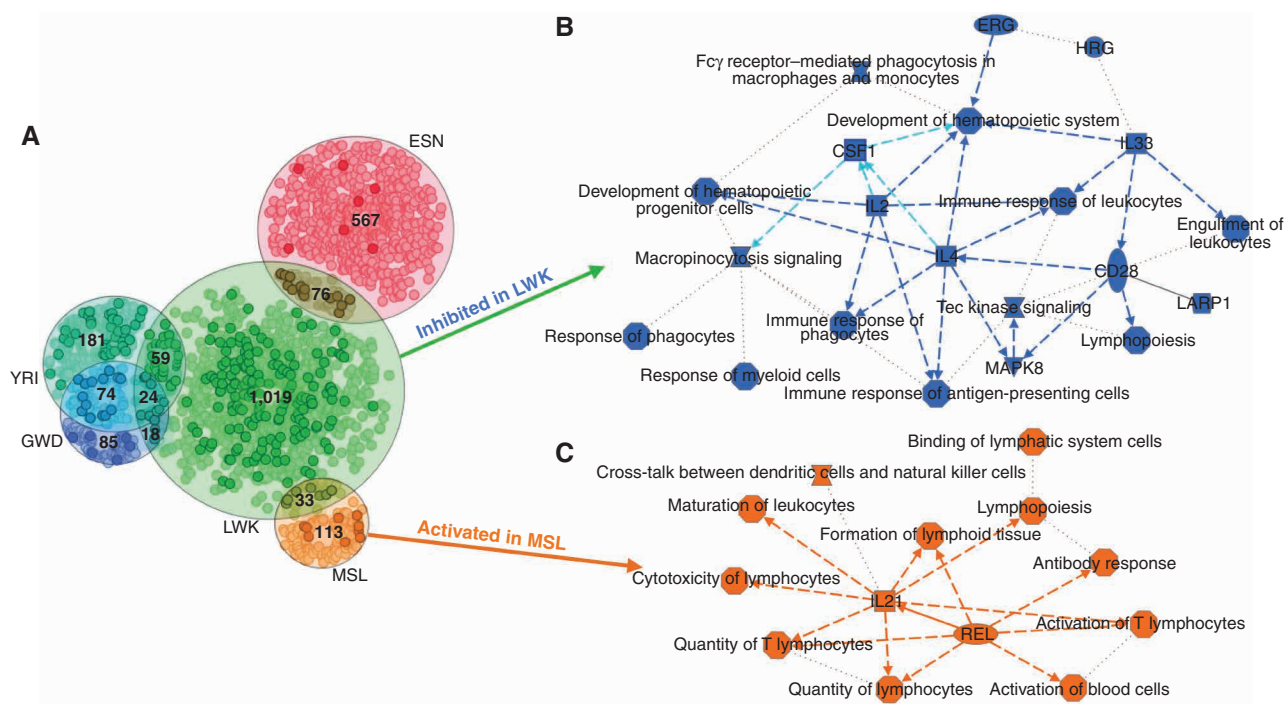 A
ESN
567
76
181
59
YRI
74
24
1,019
GWD
85
18
33
LWK
113
MSL
Inhibited in LWK
Activated in MSL
B
ERG
HRG
Fcγ receptor–mediated phagocytosis in
macrophages and monocytes
Development of hematopoietic system
CSF1
IL33
Development of hematopoietic
progenitor cells
IL2
Immune response of leukocytes
Engulfment of
leukocytes
Macropinocytosis signaling
IL4
CD28
Tec kinase signaling
LARP1
Response of phagocytes
Immune response of
phagocytes
Lymphopoiesis
MAPK8
Response of myeloid cells
Immune response of antigen-presenting cells
C
Binding of lymphatic system cells
Cross-talk between dendritic cells and natural killer cells
Maturation of leukocytes
Lymphopoiesis
Formation of lymphoid tissue
Antibody response
Cytotoxicity of lymphocytes
IL21
REL
Activation of T lymphocytes
Quantity of T lymphocytes
Quantity of lymphocytes
Activation of blood cells